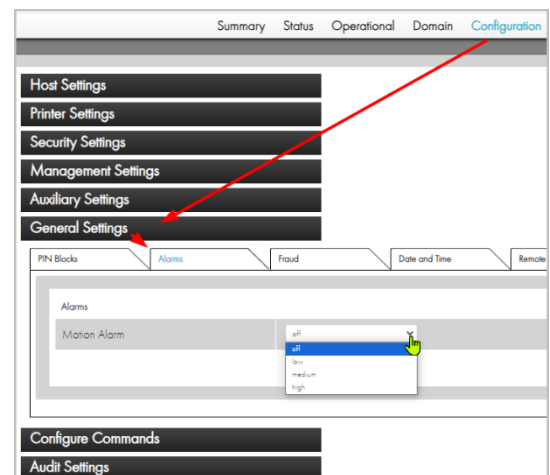 Summary Status Operational Domain Configuration
Host Settings
Printer Settings
Security Settings
Management Settings
Auxiliary Settings
General Settings
PIN Blocks Alarms Fraud Date and Time Remote
Alarms
Motion Alarm off
off
low
medium
high
Configure Commands
Audit Settings